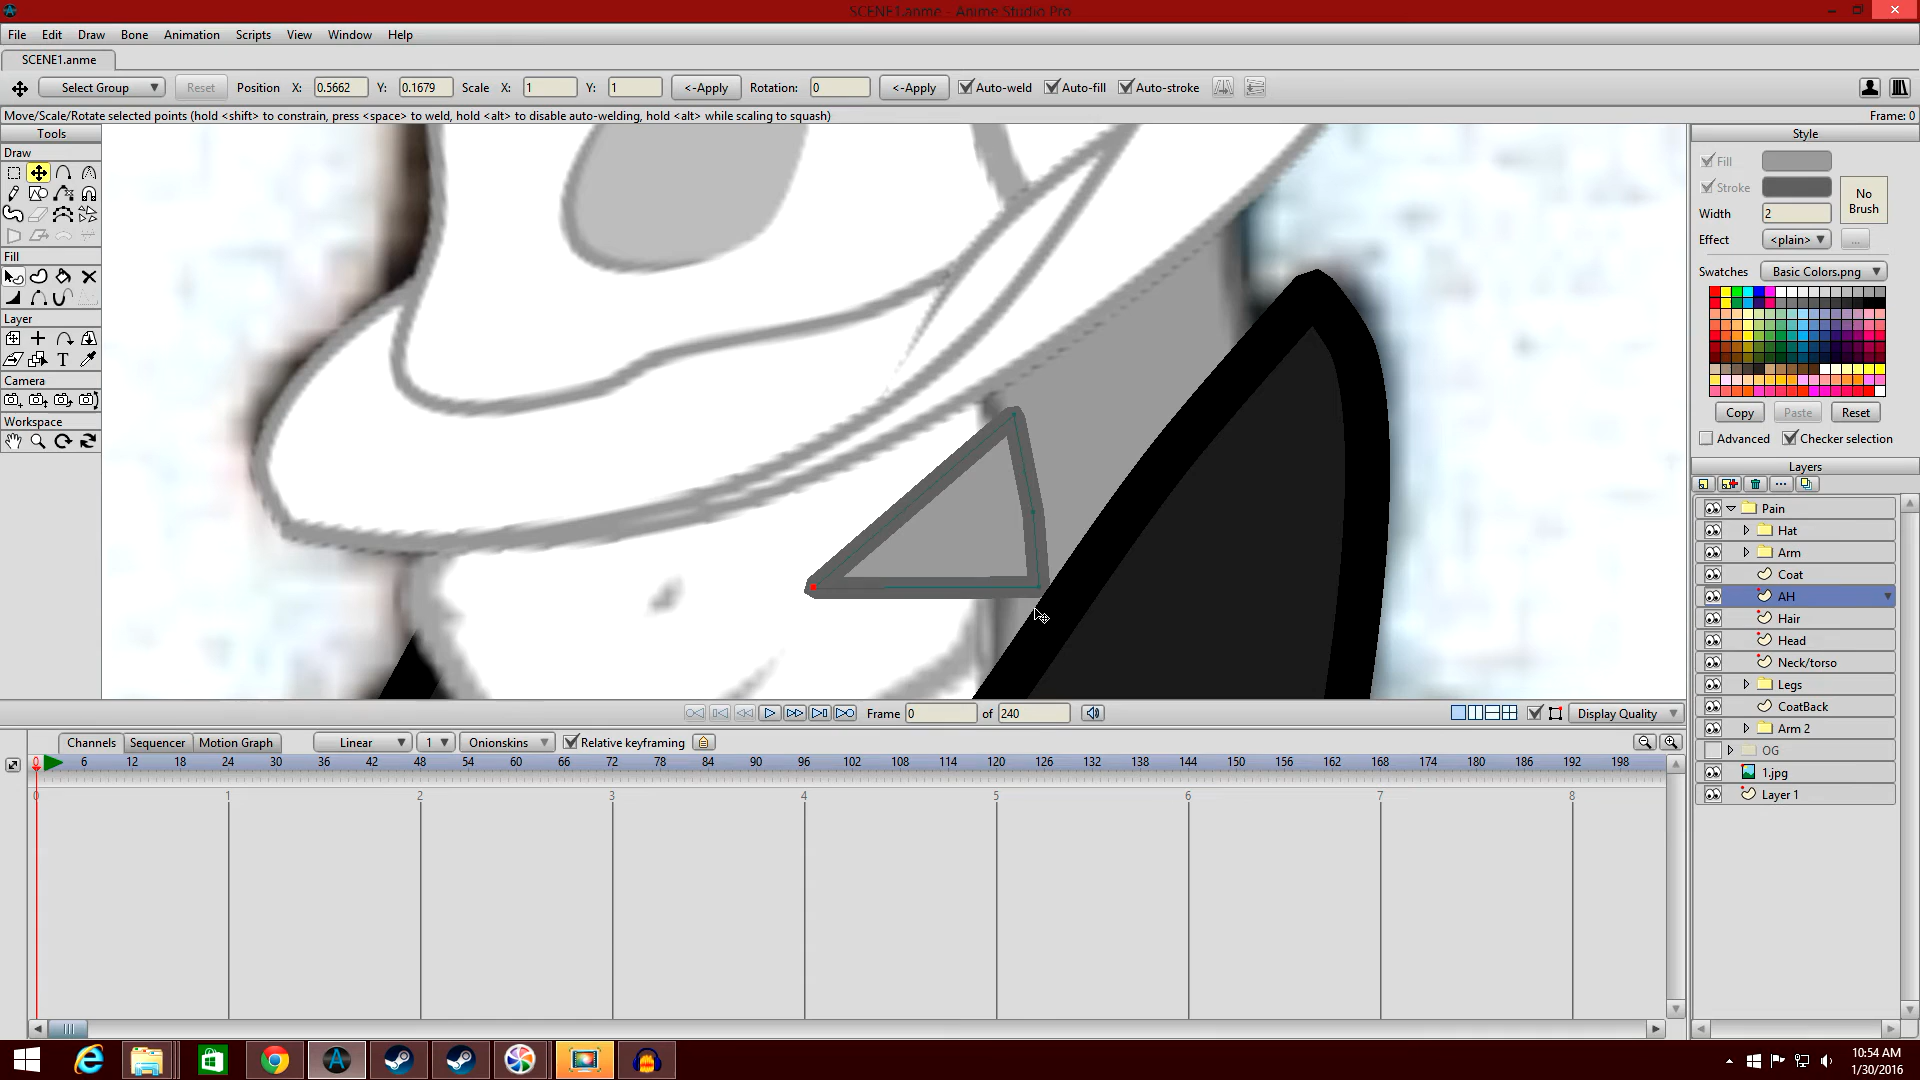 SCENE1.anme - Anime Studio Pro
File Edit Draw Bone Animation Scripts View Window Help
SCENE1.anme
Select Group Reset Position X: 0.5662 Y: 0.1679 Scale X: 1 Y: 1 <-Apply Rotation: 0 <-Apply Auto-weld Auto-fill Auto-stroke
Move/Scale/Rotate selected points (hold <shift> to constrain, press <space> to weld, hold <alt> to disable auto-welding, hold <alt> while scaling to squash) Frame: 0
Tools
Draw
Fill
Layer
T
Camera
Workspace
Style
Fill
Stroke
No Brush
Width 2
Effect <plain> ...
Swatches Basic Colors.png
Copy Paste Reset
Advanced Checker selection
Layers
Pain
Hat
Arm
Coat
AH
Hair
Head
Neck/torso
Legs
CoatBack
Arm 2
OG
1.jpg
Layer 1
Frame 0 of 240 Display Quality
Channels Sequencer Motion Graph Linear 1 Onionskins Relative keyframing
0 6 12 18 24 30 36 42 48 54 60 66 72 78 84 90 96 102 108 114 120 126 132 138 144 150 156 162 168 174 180 186 192 198
0 1 2 3 4 5 6 7 8
10:54 AM
1/30/2016